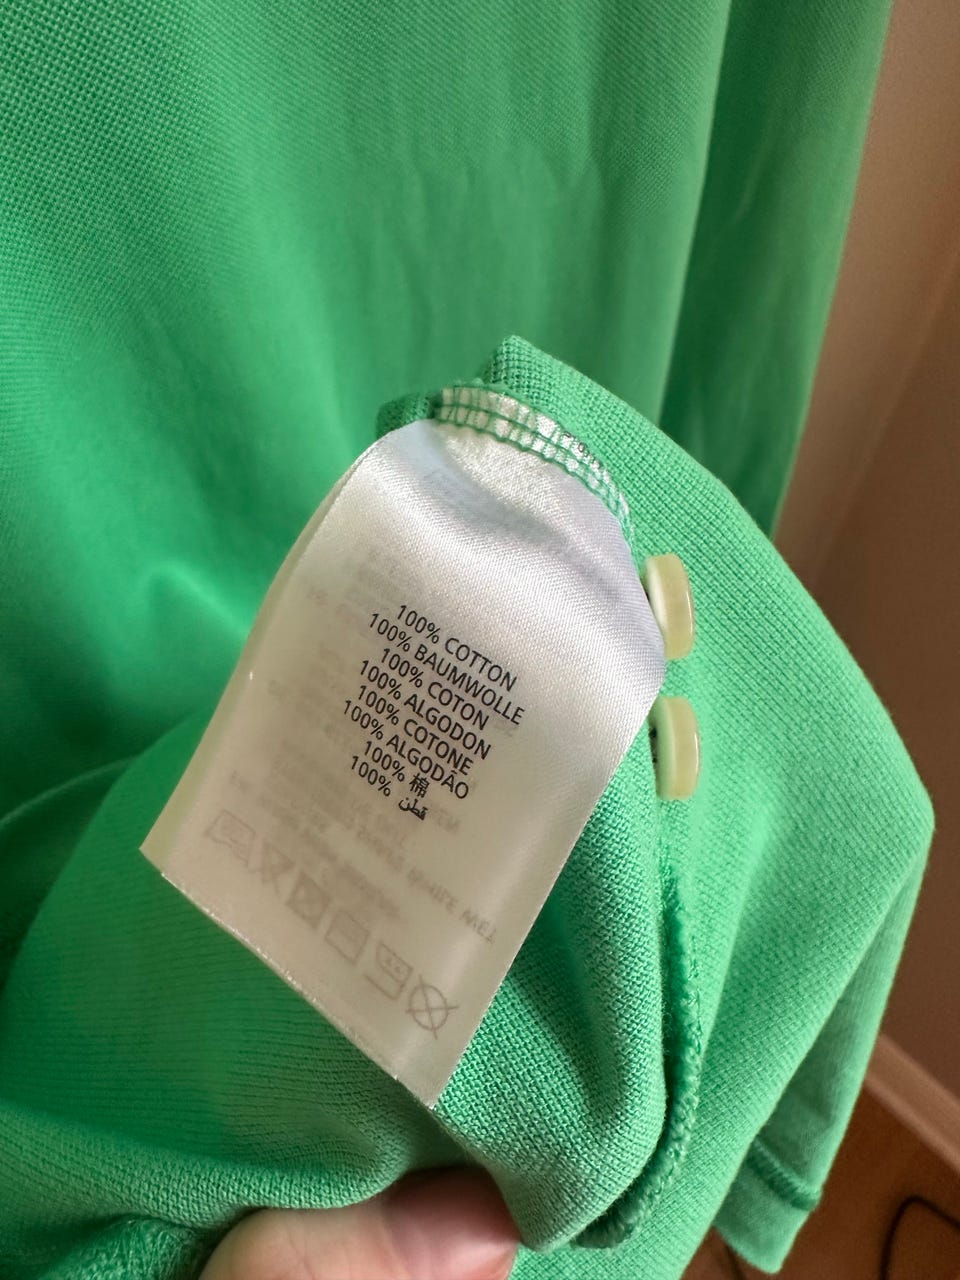 100% COTTON
100% BAUMWOLLE
100% COTON
100% ALGODON
100% COTONE
100% ALGODÃO
100% 棉
100% قطن